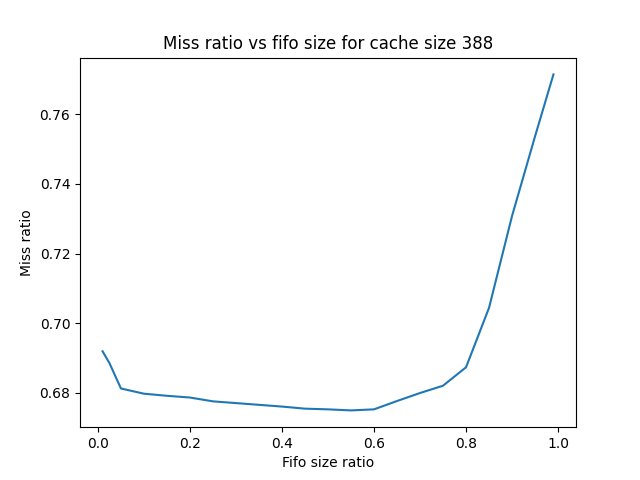 Miss ratio vs fifo size for cache size 388
Miss ratio
0.76
0.74
0.72
0.70
0.68
0.0 0.2 0.4 0.6 0.8 1.0
Fifo size ratio